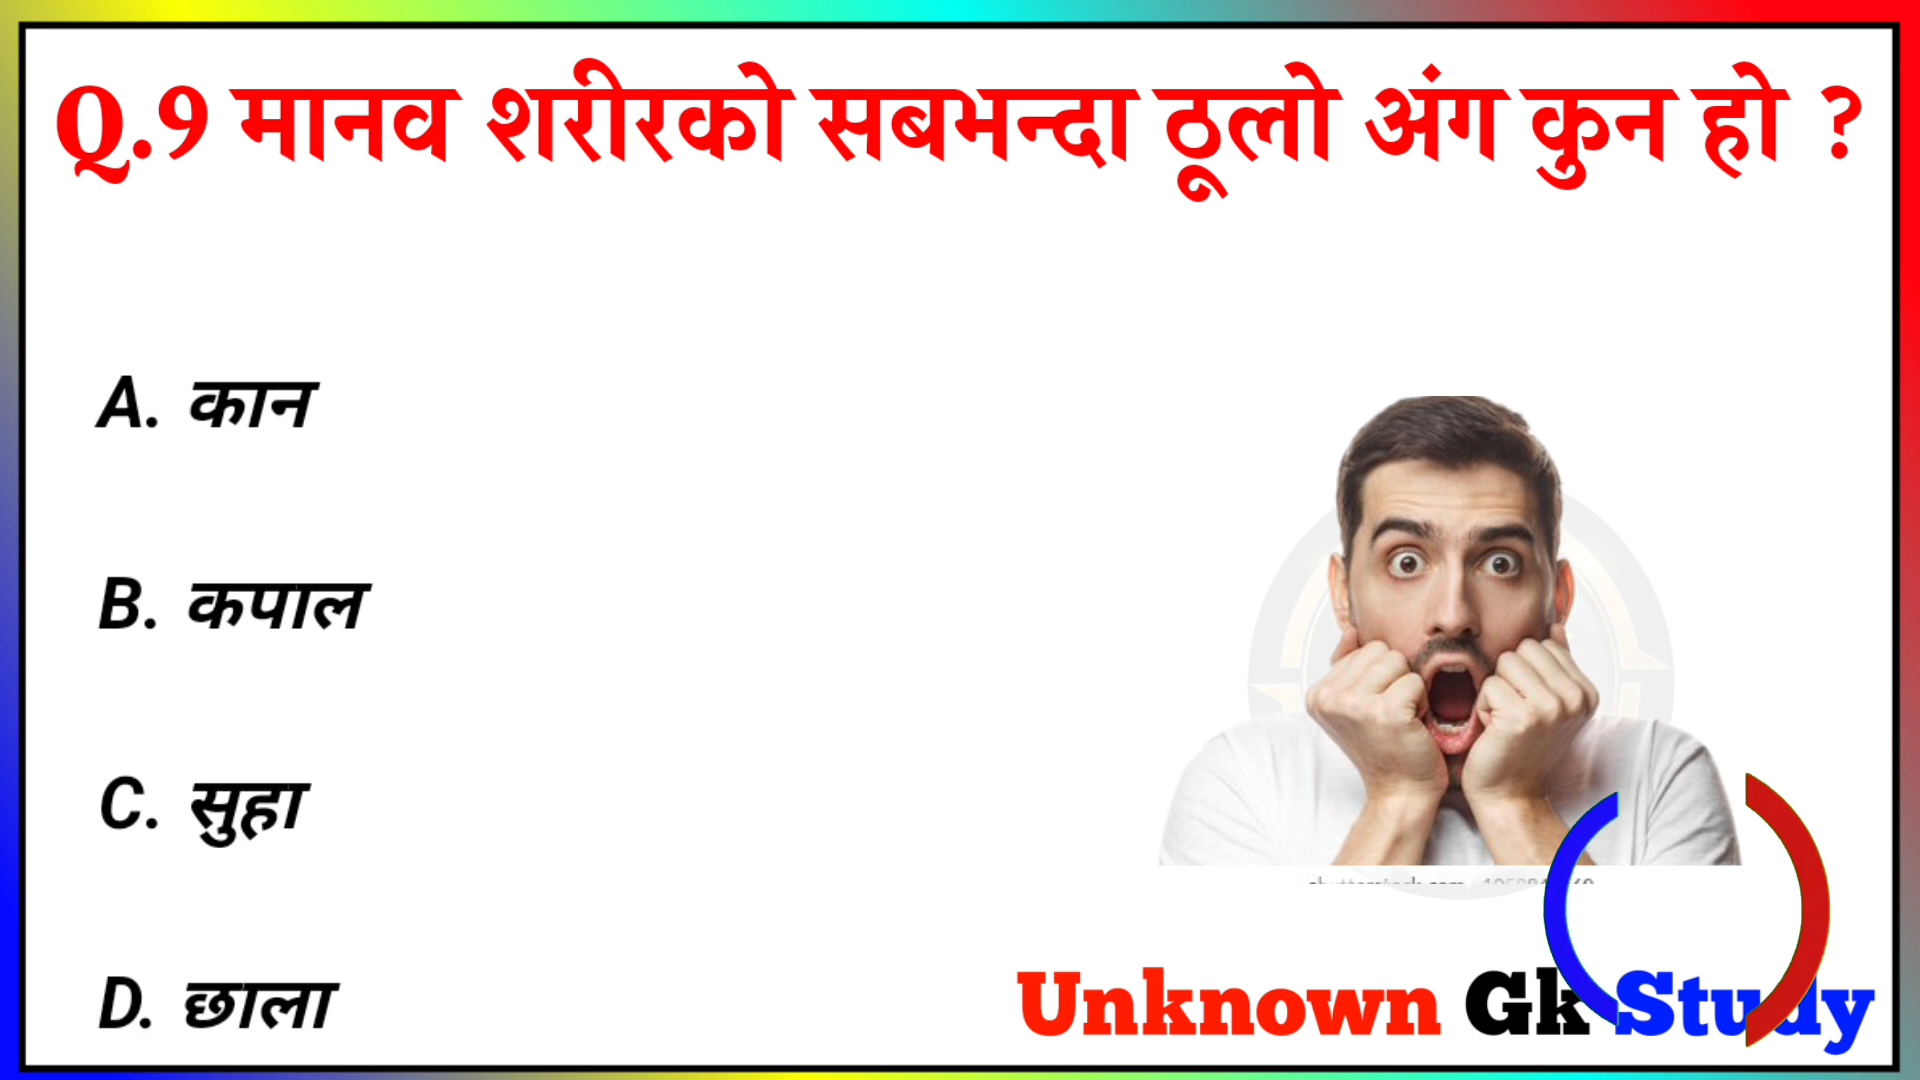 Q.9 मानव शरीरको सबभन्दा ठूलो अंग कुन हो ?
A. कान
B. कपाल
C. सुहा
D. छाला
Unknown Gk Study